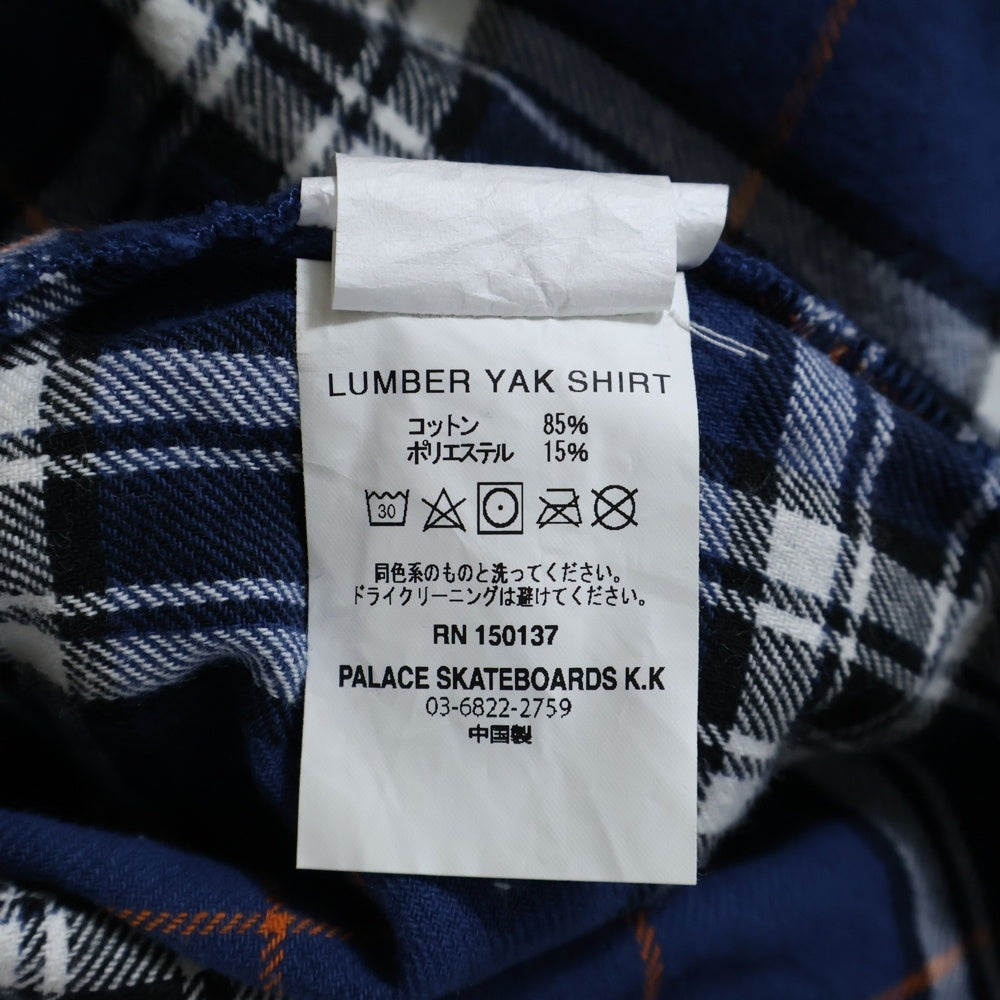 LUMBER YAK SHIRT
コットン 85%
ポリエステル 15%
30
同色系のものと洗ってください。
ドライクリーニングは避けてください。
RN 150137
PALACE SKATEBOARDS K.K
03-6822-2759
中国製